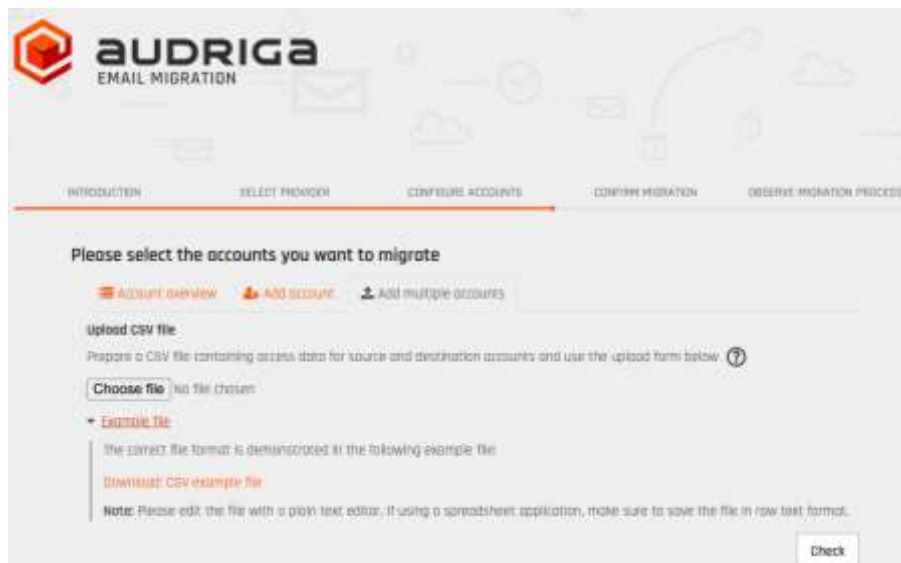 aUDRIGa
EMAIL MIGRATION
INTRODUCTION SELECT PROVIDER CONFIGURE ACCOUNTS CONFIRM MIGRATION OBSERVE MIGRATION PROCESS
Please select the accounts you want to migrate
Account overview Add account Add multiple accounts
Upload CSV file
Prepare a CSV file containing access data for source and destination accounts and use the upload form below ?
Choose file No file chosen
Example file
The correct file format is demonstrated in the following example file:
Download: CSV example file
Note: Please edit the file with a plain text editor. If using a spreadsheet application, make sure to save the file in raw text format.
Check